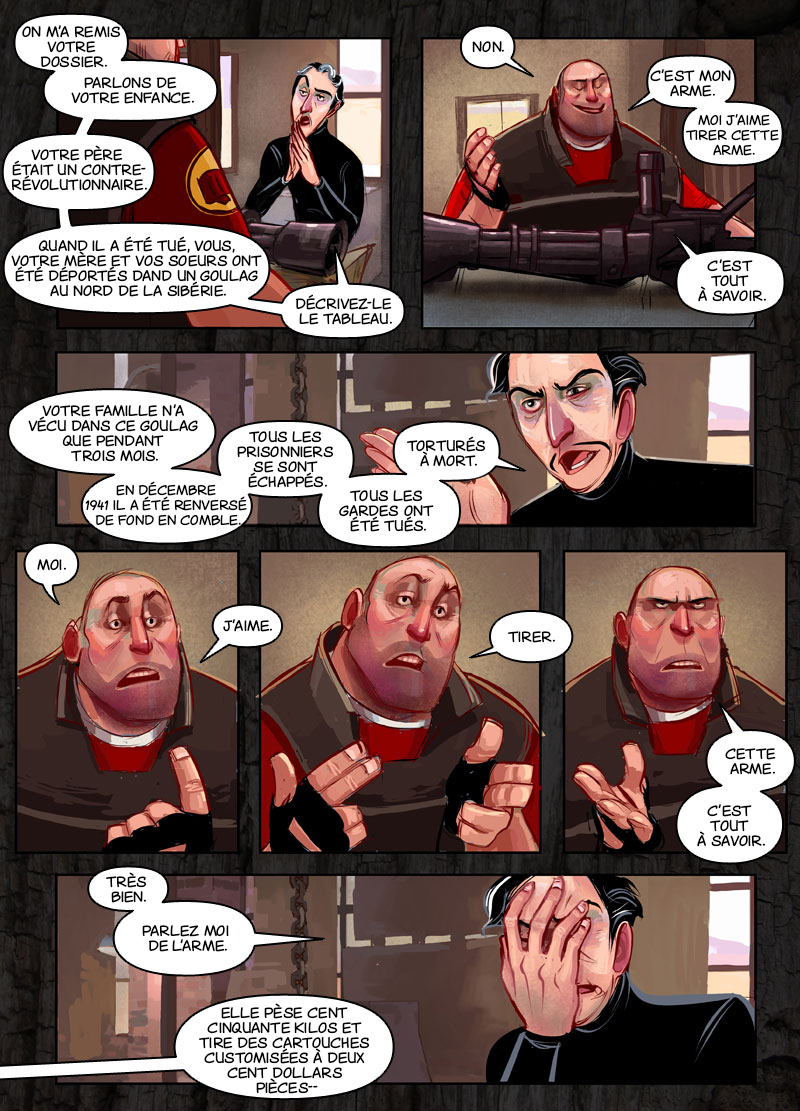 ON M'A REMIS
VOTRE
DOSSIER.
PARLONS DE
VOTRE ENFANCE.
VOTRE PÈRE
ÉTAIT UN CONTRE-
RÉVOLUTIONNAIRE.
QUAND IL A ÉTÉ TUÉ, VOUS,
VOTRE MÈRE ET VOS SOEURS ONT
ÉTÉ DÉPORTÉS DAND UN GOULAG
AU NORD DE LA SIBÉRIE.
DÉCRIVEZ-LE
LE TABLEAU.
NON.
C'EST MON
ARME.
MOI J'AIME
TIRER CETTE
ARME.
C'EST
TOUT
À SAVOIR.
VOTRE FAMILLE N'A
VÉCU DANS CE GOULAG
QUE PENDANT
TROIS MOIS.
EN DÉCEMBRE
1941 IL A ÉTÉ RENVERSÉ
DE FOND EN COMBLE.
TOUS LES
PRISONNIERS
SE SONT
ÉCHAPPÉS.
TOUS LES
GARDES ONT
ÉTÉ TUÉS.
TORTURÉS
À MORT.
MOI.
J'AIME.
TIRER.
CETTE
ARME.
C'EST
TOUT
À SAVOIR.
TRÈS
BIEN.
PARLEZ MOI
DE L'ARME.
ELLE PÈSE CENT
CINQUANTE KILOS ET
TIRE DES CARTOUCHES
CUSTOMISÉES À DEUX
CENT DOLLARS
PIÈCES--